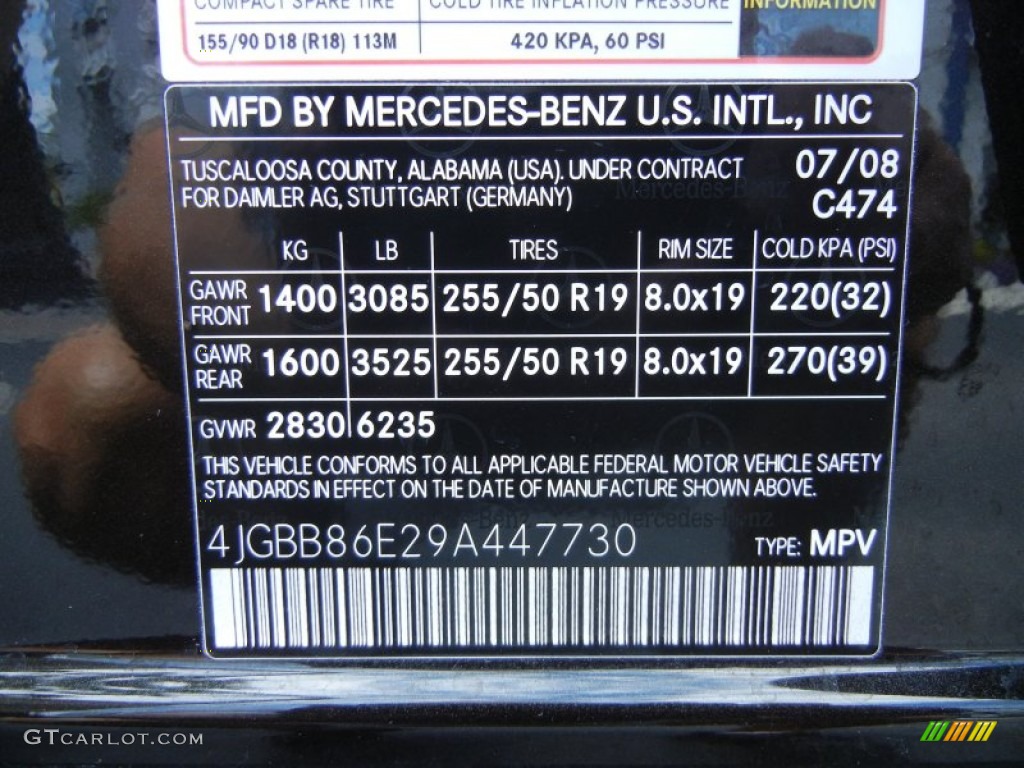 COMPACT SPARE TIRE COLD TIRE INFLATION PRESSURE INFORMATION
155/90 D18 (R18) 113M 420 KPA, 60 PSI
MFD BY MERCEDES-BENZ U.S. INTL., INC
TUSCALOOSA COUNTY, ALABAMA (USA). UNDER CONTRACT 07/08
FOR DAIMLER AG, STUTTGART (GERMANY) C474
KG LB TIRES RIM SIZE COLD KPA (PSI)
GAWR FRONT 1400 3085 255/50 R19 8.0x19 220(32)
GAWR REAR 1600 3525 255/50 R19 8.0x19 270(39)
GVWR 2830 6235
THIS VEHICLE CONFORMS TO ALL APPLICABLE FEDERAL MOTOR VEHICLE SAFETY
STANDARDS IN EFFECT ON THE DATE OF MANUFACTURE SHOWN ABOVE.
4JGBB86E29A447730 TYPE: MPV
GTCARLOT.COM